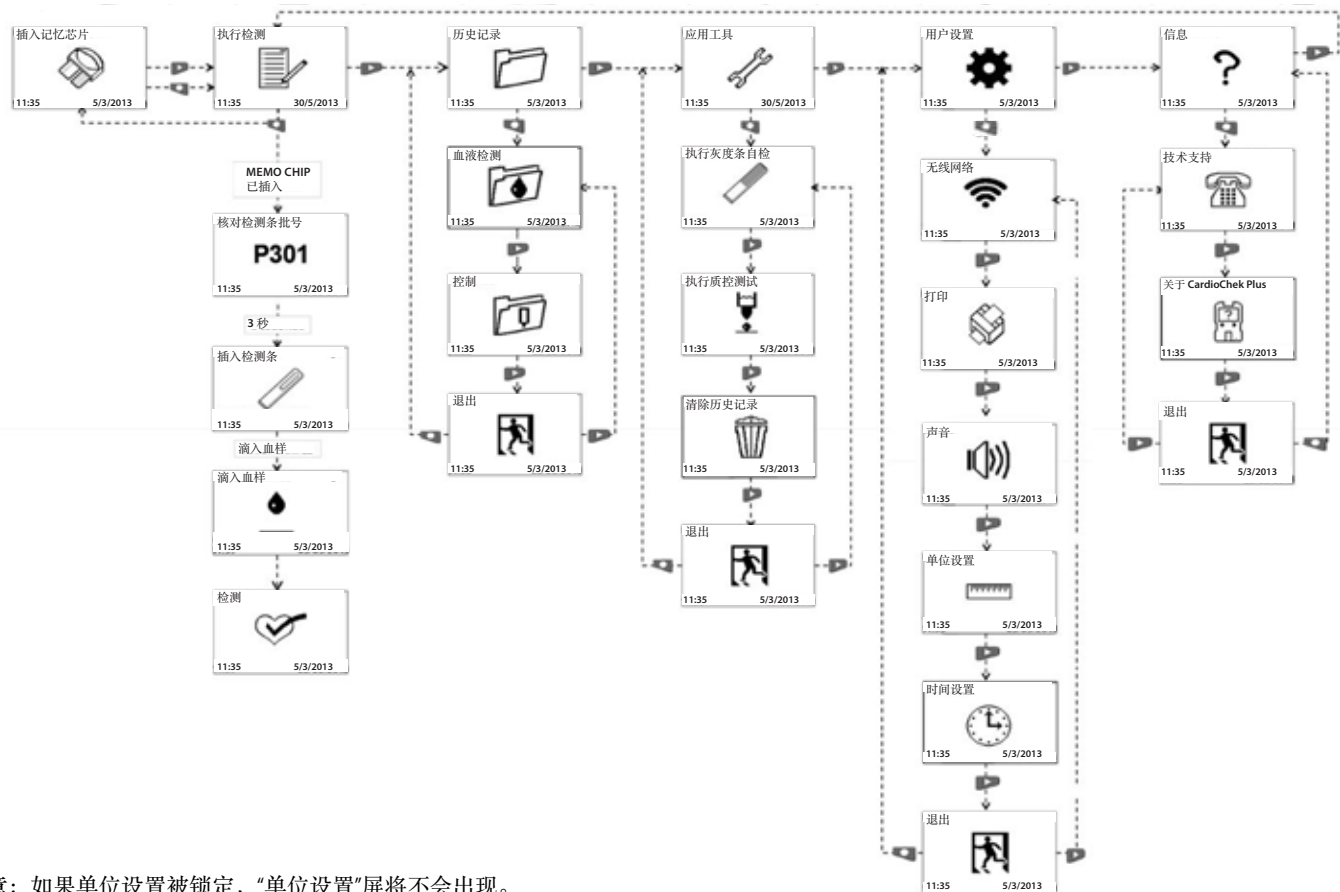 插入记忆芯片
11:35 5/3/2013
执行检测
11:35 30/5/2013
MEMO CHIP
已插入
核对检测条批号
P301
11:35 5/3/2013
3 秒
插入检测条
11:35 5/3/2013
滴入血样
滴入血样
11:35 5/3/2013
检测
11:35 5/3/2013
历史记录
11:35 5/3/2013
血液检测
11:35 5/3/2013
控制
11:35 5/3/2013
退出
11:35 5/3/2013
应用工具
11:35 30/5/2013
执行灰度条自检
11:35 5/3/2013
执行质控测试
11:35 5/3/2013
清除历史记录
11:35 5/3/2013
退出
11:35 5/3/2013
用户设置
11:35 5/3/2013
无线网络
11:35 5/3/2013
打印
11:35 5/3/2013
声音
11:35 5/3/2013
单位设置
11:35 5/3/2013
时间设置
11:35 5/3/2013
退出
11:35 5/3/2013
信息
?
11:35 5/3/2013
技术支持
11:35 5/3/2013
关于 CardioChek Plus
?
11:35 5/3/2013
退出
11:35 5/3/2013
意：如果单位设置被锁定，“单位设置”屏将不会出现。